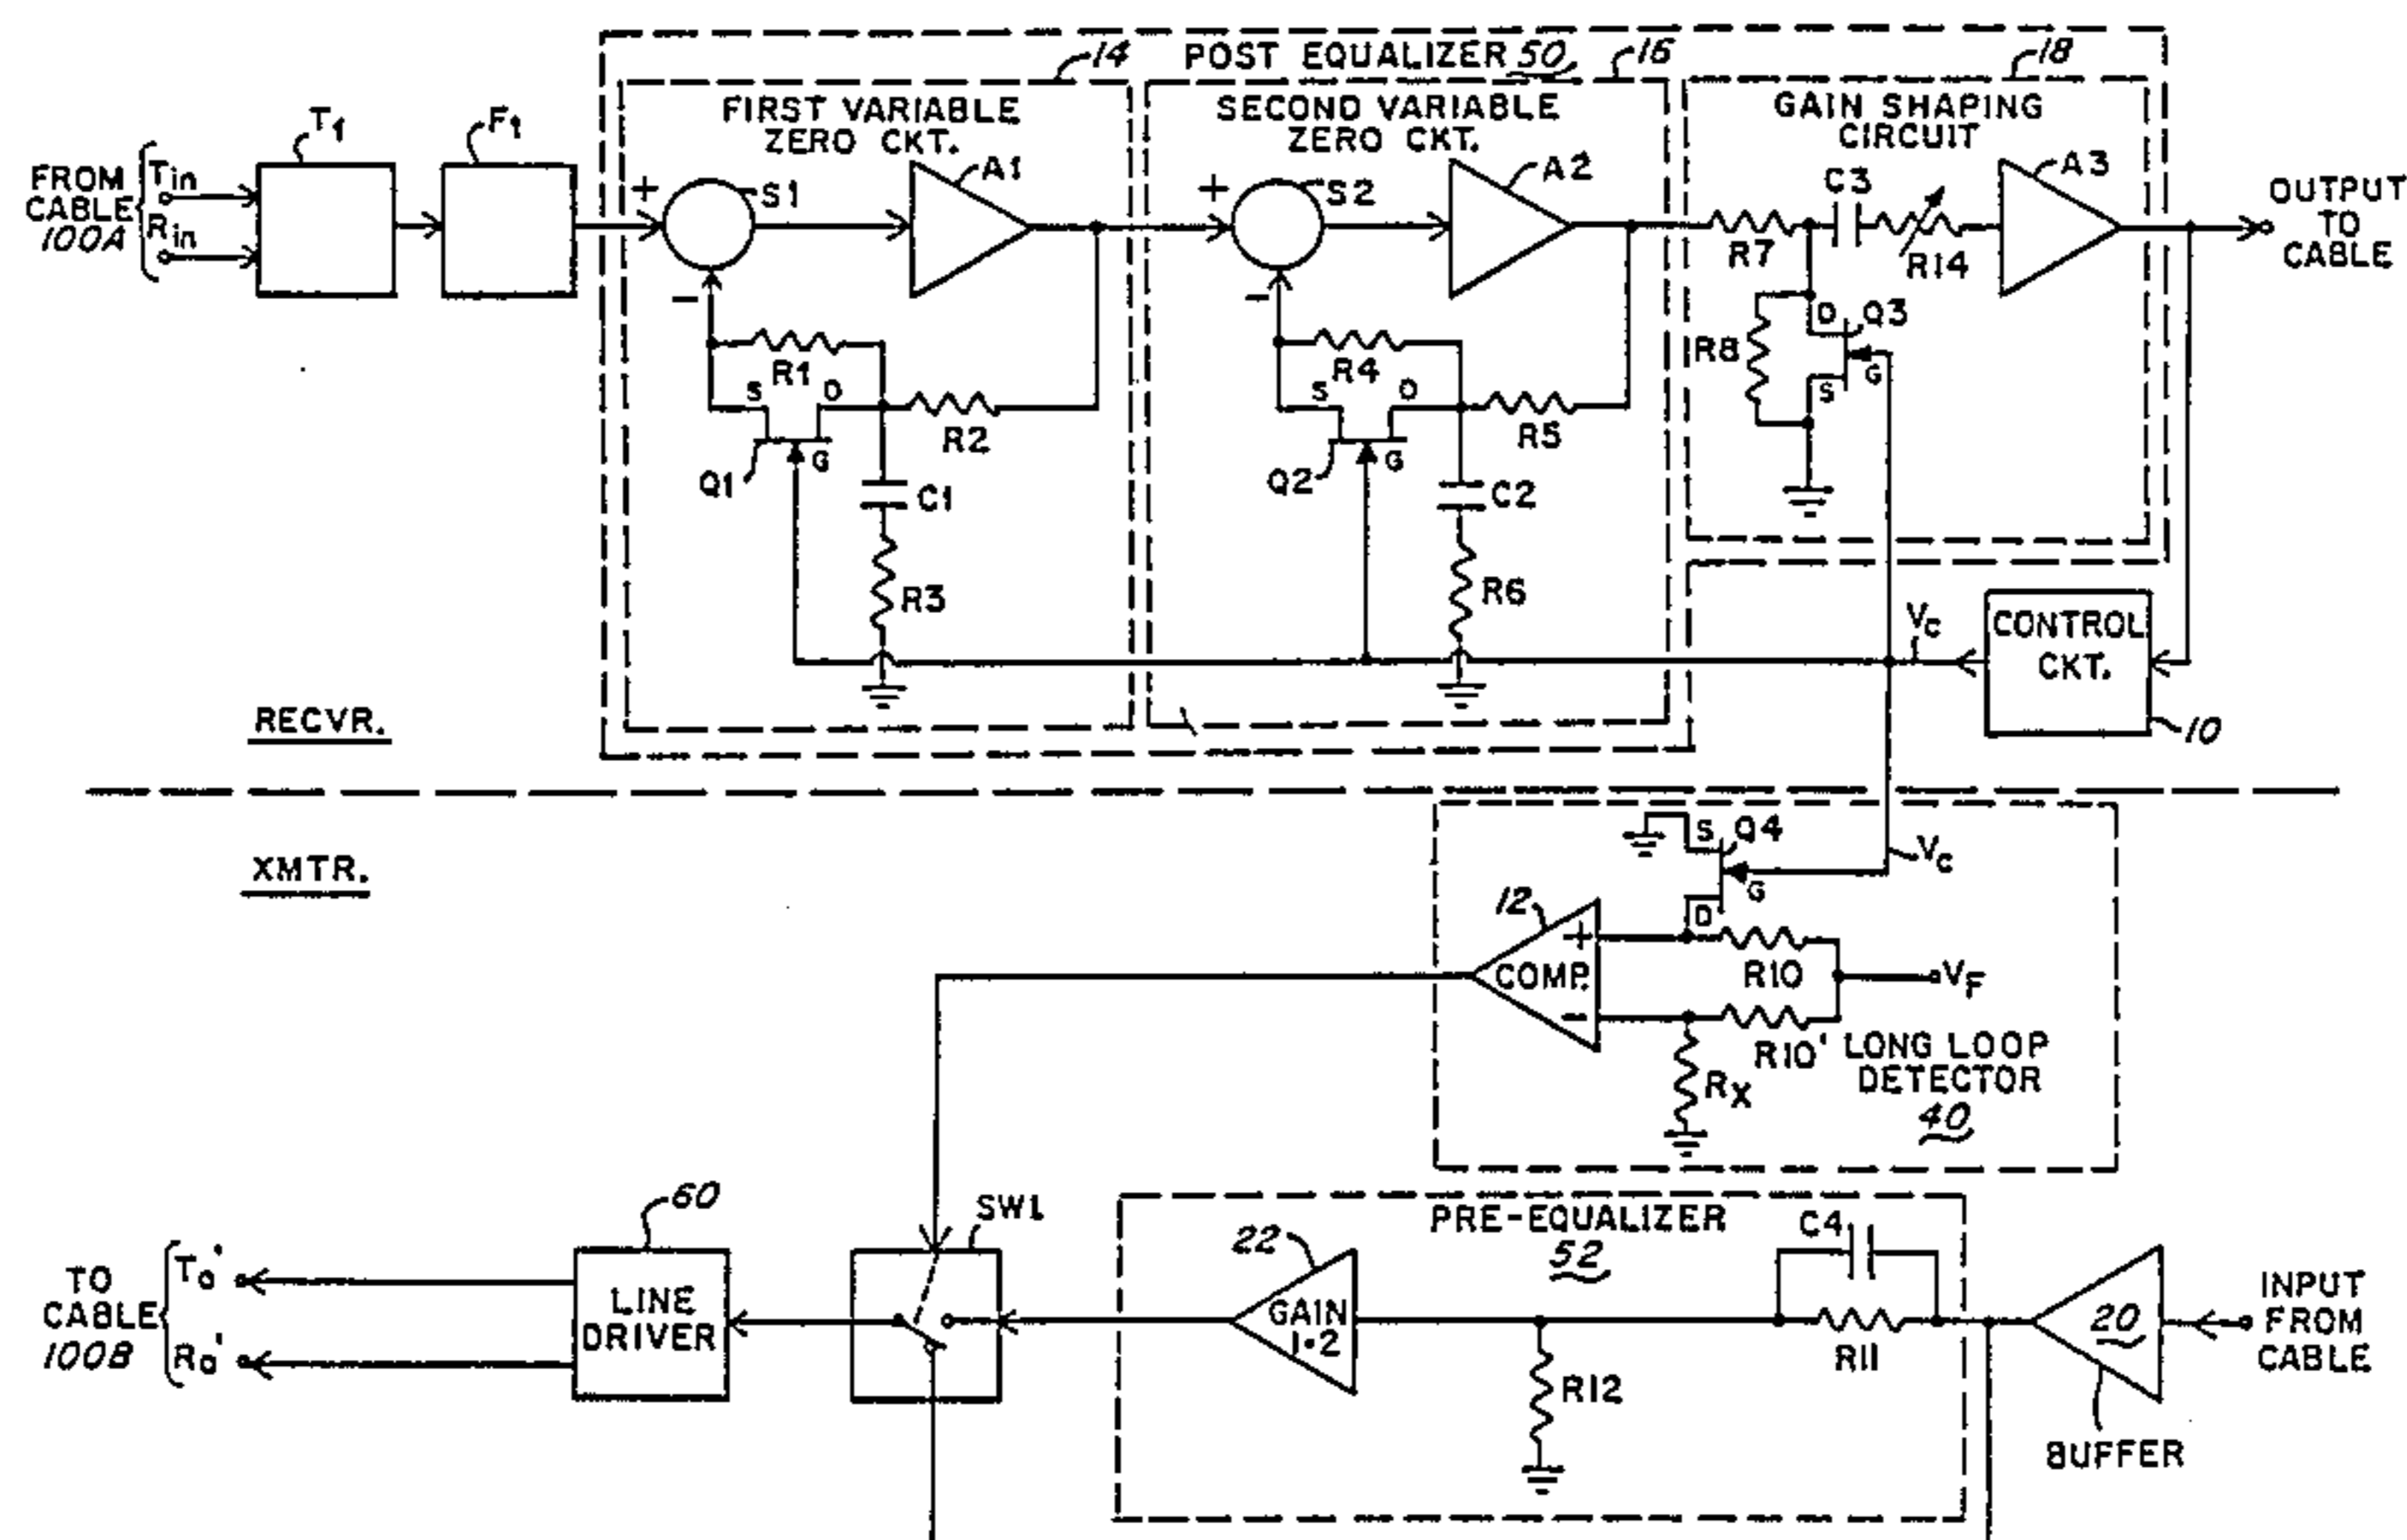 POST EQUALIZER 50
14
16
18
FIRST VARIABLE
ZERO CKT.
SECOND VARIABLE
ZERO CKT.
GAIN SHAPING
CIRCUIT
T1
F1
FROM
CABLE
100A
Tin
Rin
+
S1
A1
+
S2
A2
C3
A3
R7
R14
OUTPUT
TO
CABLE
-
-
R1
R4
R8
D
Q3
G
S
S
D
R2
Q1
G
C1
R3
S
D
R5
Q2
G
C2
R6
Vc
CONTROL
CKT.
10
RECVR.
XMTR.
S
Q4
G
D
Vc
12
+
COMP.
-
R10
VF
R10'
RX
LONG LOOP
DETECTOR
40
60
SW1
PRE-EQUALIZER
52
C4
22
TO
CABLE
100B
To'
Ro'
LINE
DRIVER
GAIN
1.2
R12
R11
20
BUFFER
INPUT
FROM
CABLE